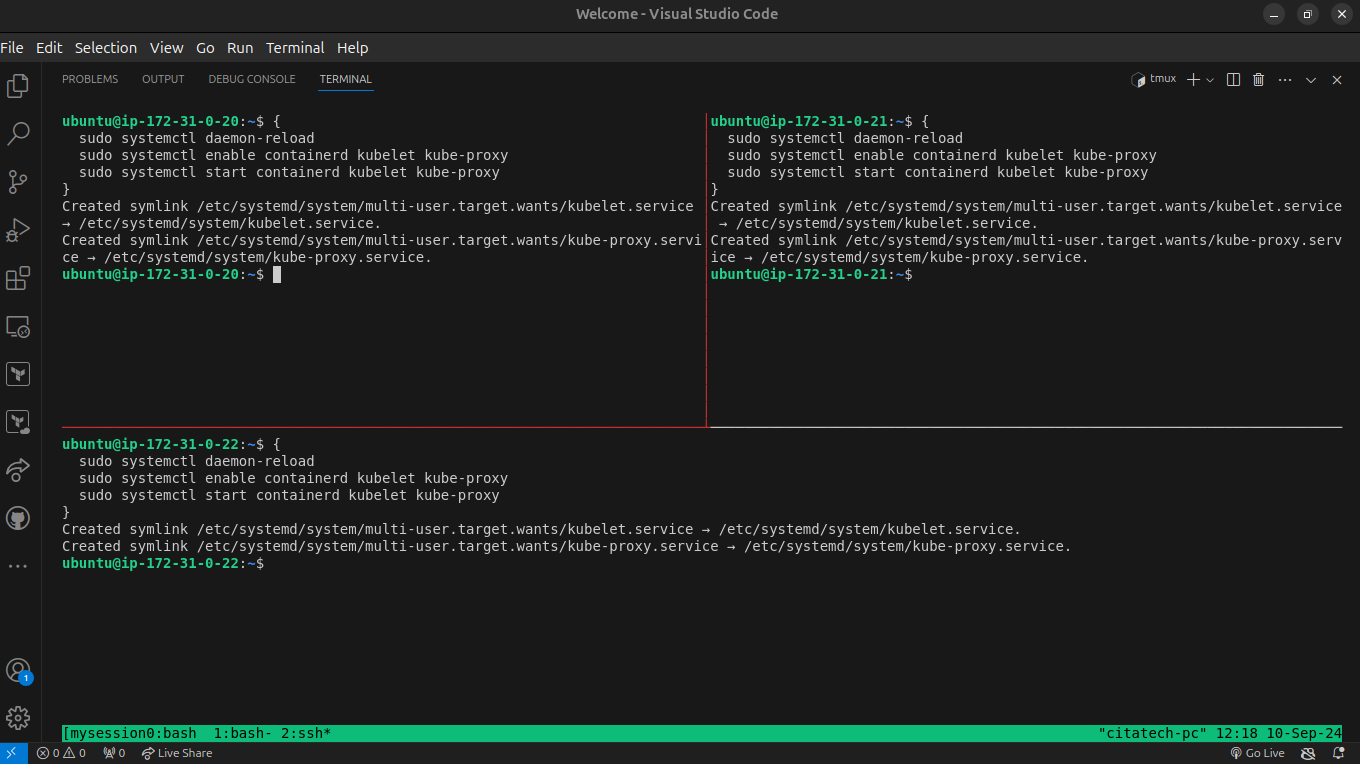 Welcome - Visual Studio Code
File Edit Selection View Go Run Terminal Help
PROBLEMS OUTPUT DEBUG CONSOLE TERMINAL
tmux
ubuntu@ip-172-31-0-20:~$ {
  sudo systemctl daemon-reload
  sudo systemctl enable containerd kubelet kube-proxy
  sudo systemctl start containerd kubelet kube-proxy
}
Created symlink /etc/systemd/system/multi-user.target.wants/kubelet.service
→ /etc/systemd/system/kubelet.service.
Created symlink /etc/systemd/system/multi-user.target.wants/kube-proxy.servi
ce → /etc/systemd/system/kube-proxy.service.
ubuntu@ip-172-31-0-20:~$
ubuntu@ip-172-31-0-21:~$ {
  sudo systemctl daemon-reload
  sudo systemctl enable containerd kubelet kube-proxy
  sudo systemctl start containerd kubelet kube-proxy
}
Created symlink /etc/systemd/system/multi-user.target.wants/kubelet.service
 → /etc/systemd/system/kubelet.service.
Created symlink /etc/systemd/system/multi-user.target.wants/kube-proxy.serv
ice → /etc/systemd/system/kube-proxy.service.
ubuntu@ip-172-31-0-21:~$
ubuntu@ip-172-31-0-22:~$ {
  sudo systemctl daemon-reload
  sudo systemctl enable containerd kubelet kube-proxy
  sudo systemctl start containerd kubelet kube-proxy
}
Created symlink /etc/systemd/system/multi-user.target.wants/kubelet.service → /etc/systemd/system/kubelet.service.
Created symlink /etc/systemd/system/multi-user.target.wants/kube-proxy.service → /etc/systemd/system/kube-proxy.service.
ubuntu@ip-172-31-0-22:~$
1
[mysession0:bash  1:bash- 2:ssh* "citatech-pc" 12:18 10-Sep-24
0 0 0 Live Share Go Live